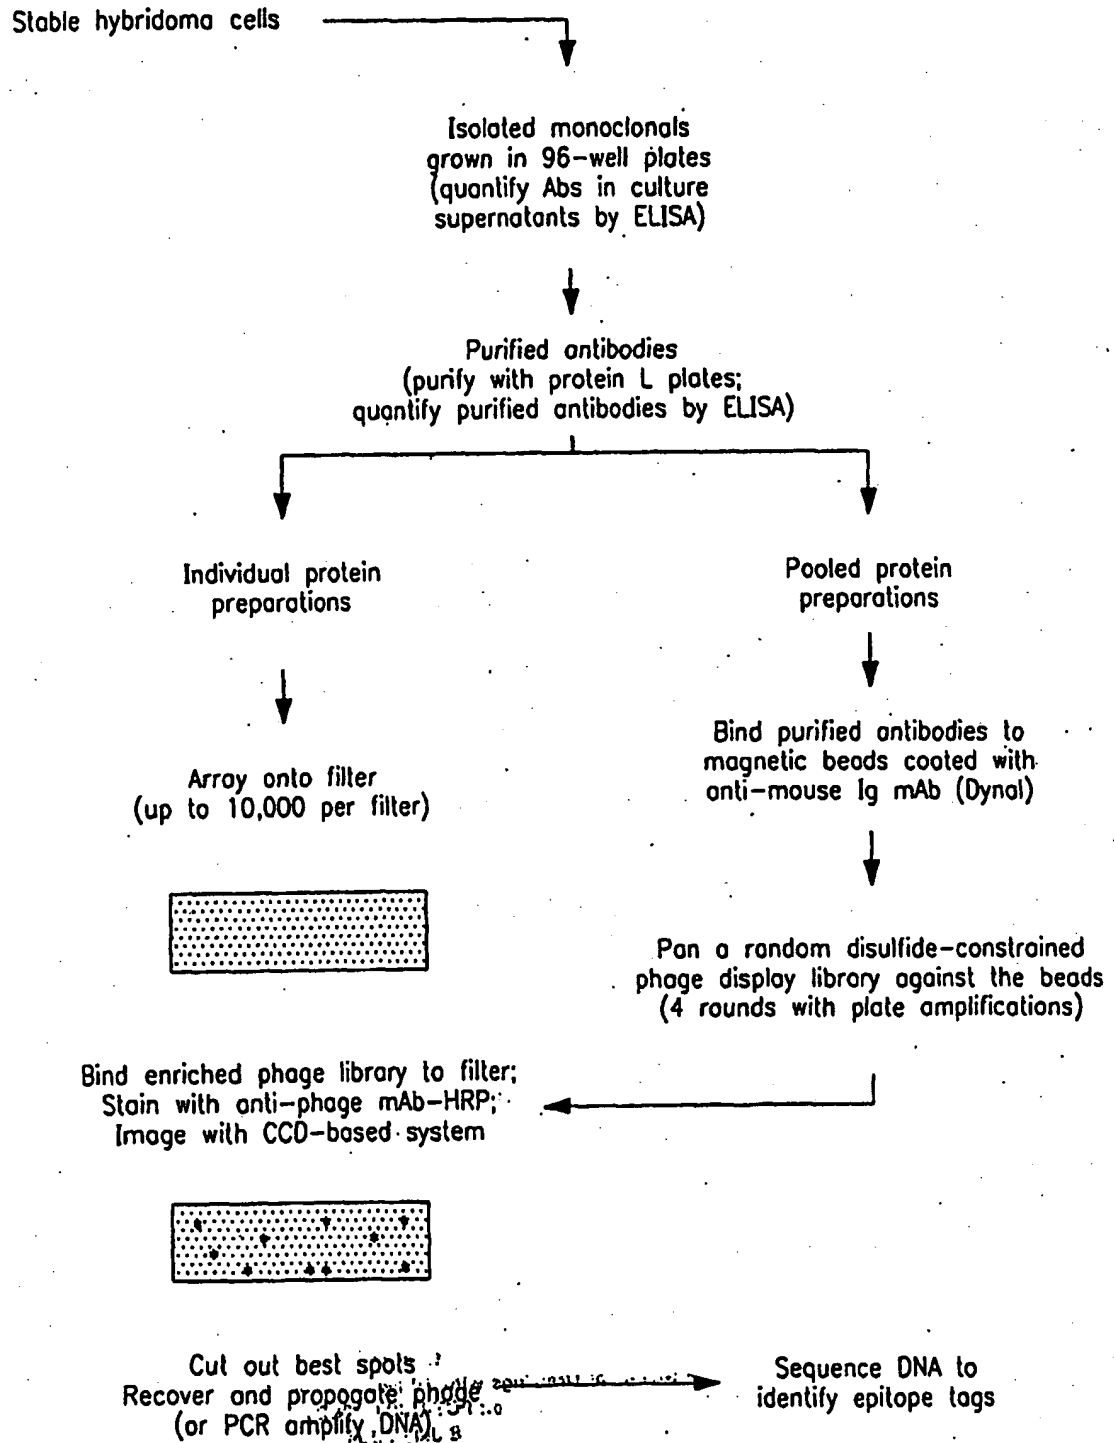 Stable hybridoma cells
Isolated monoclonals
grown in 96-well plates
(quantify Abs in culture
supernatants by ELISA)
Purified antibodies
(purify with protein L plates;
quantify purified antibodies by ELISA)
Individual protein
preparations
Pooled protein
preparations
Array onto filter
(up to 10,000 per filter)
Bind purified antibodies to
magnetic beads coated with
anti-mouse Ig mAb (Dynal)
Pan a random disulfide-constrained
phage display library against the beads
(4 rounds with plate amplifications)
Bind enriched phage library to filter;
Stain with anti-phage mAb-HRP;
Image with CCD-based system
Cut out best spots
Recover and propogate phage
(or PCR amplify DNA)
Sequence DNA to
identify epitope tags